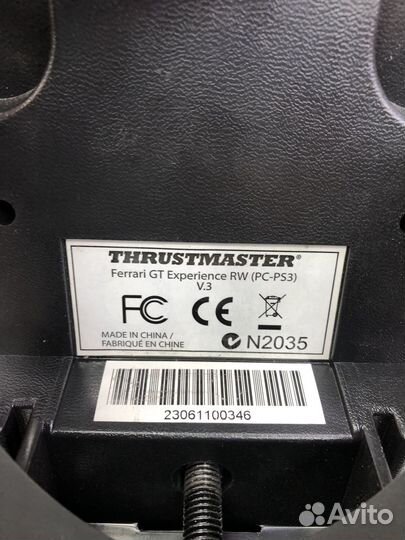 THRUSTMASTER®
Ferrari GT Experience RW (PC-PS3)
V.3
FC CE
MADE IN CHINA /
FABRIQUÉ EN CHINE
N2035
23061100346
Avito